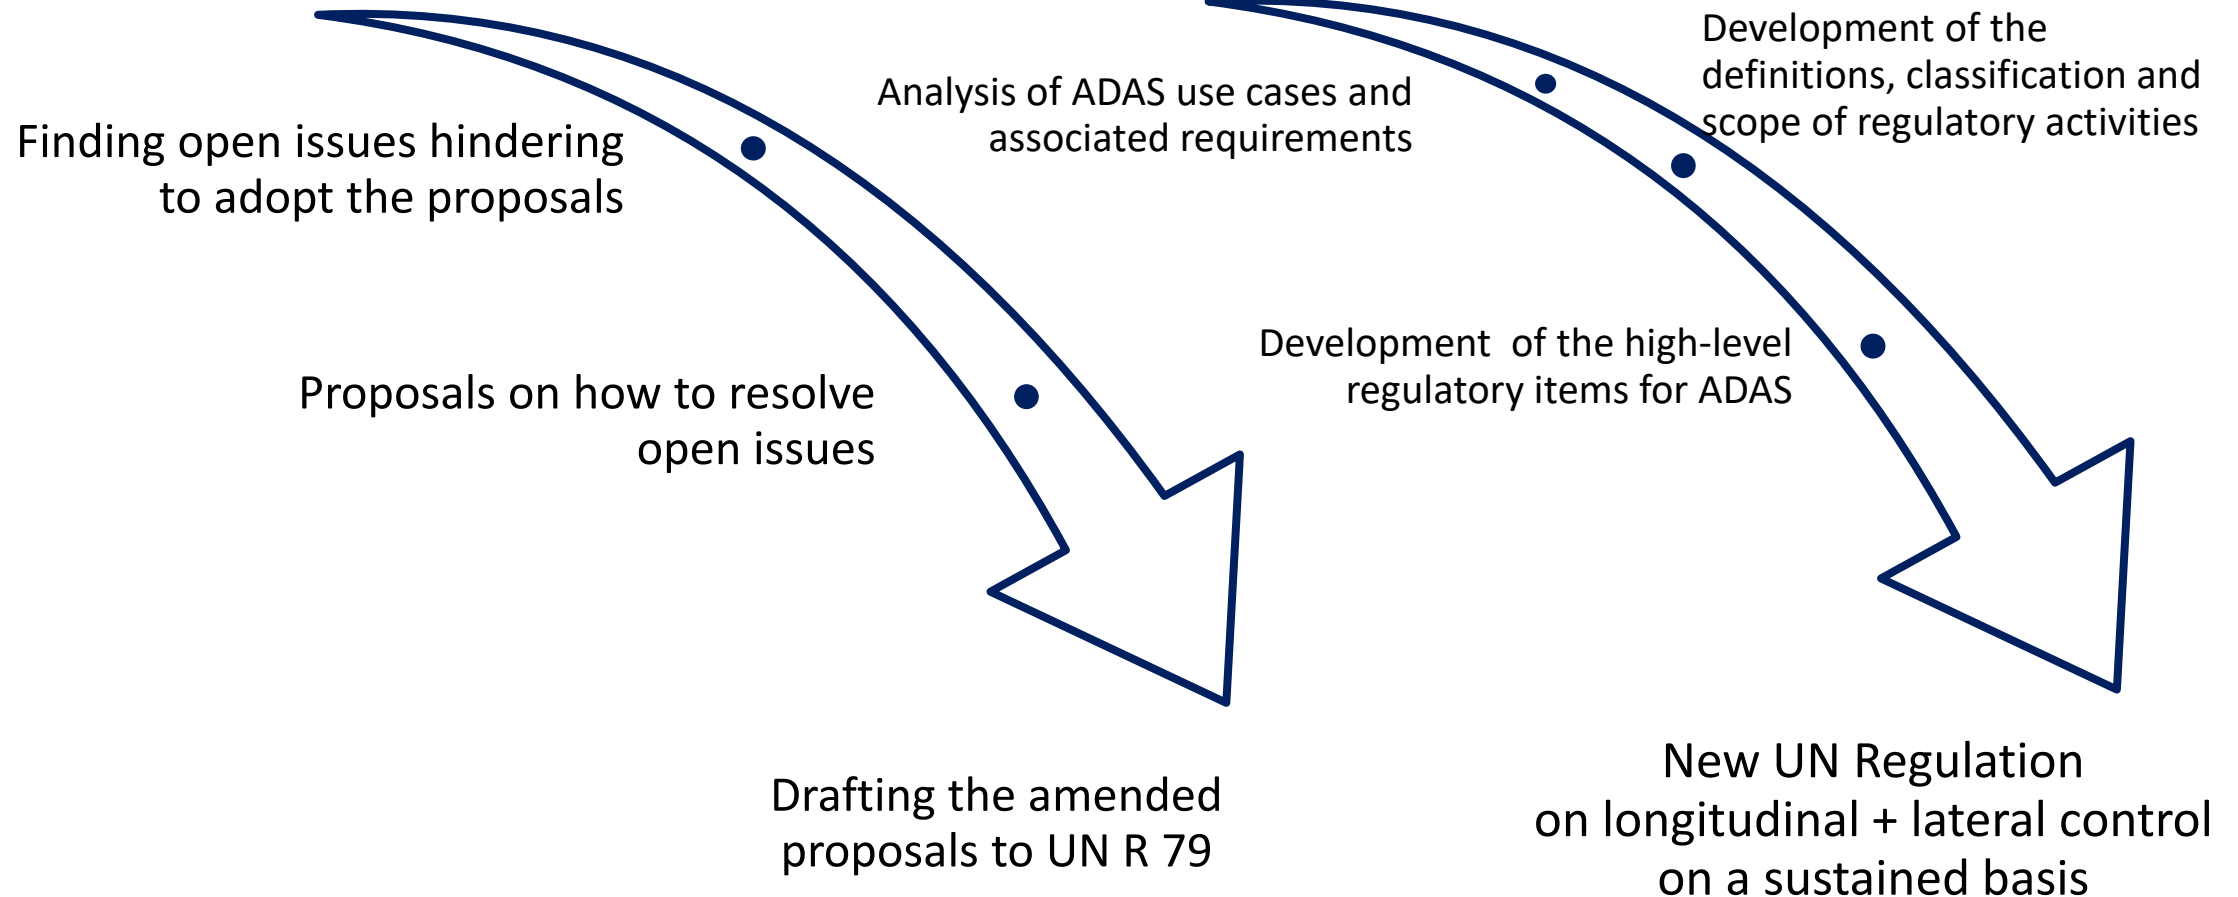 Finding open issues hindering
to adopt the proposals
Proposals on how to resolve
open issues
Drafting the amended
proposals to UN R 79
Analysis of ADAS use cases and
associated requirements
Development of the
definitions, classification and
scope of regulatory activities
Development  of the high-level
regulatory items for ADAS
New UN Regulation
on longitudinal + lateral control
on a sustained basis